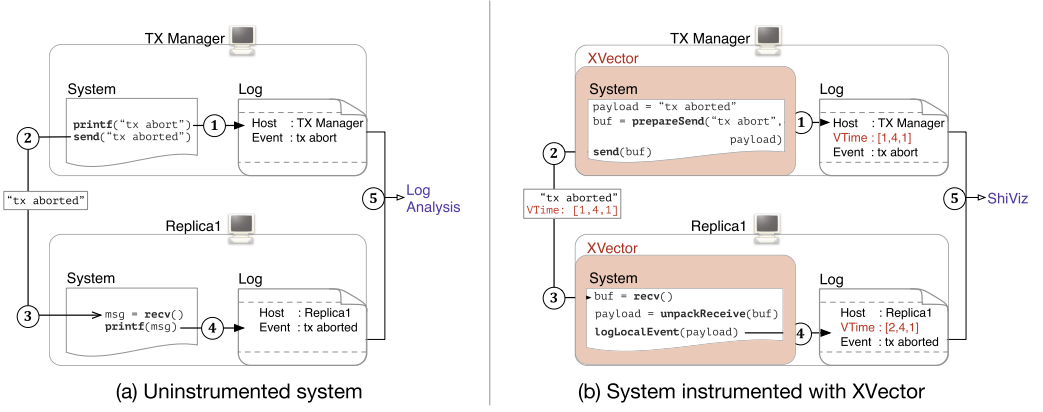 TX Manager
System
Log
printf("tx abort")
send("tx aborted")
1
Host : TX Manager
Event : tx abort
2
"tx aborted"
5
Log
Analysis
Replica1
System
Log
3
msg = recv()
printf(msg)
4
Host : Replica1
Event : tx aborted
(a) Uninstrumented system
TX Manager
XVector
System
Log
payload = "tx aborted"
buf = prepareSend("tx abort",
payload)
send(buf)
1
Host : TX Manager
VTime : [1,4,1]
Event : tx abort
2
"tx aborted"
VTime: [1,4,1]
5
ShiViz
Replica1
XVector
System
Log
3
buf = recv()
payload = unpackReceive(buf)
logLocalEvent(payload)
4
Host : Replica1
VTime : [2,4,1]
Event : tx aborted
(b) System instrumented with XVector